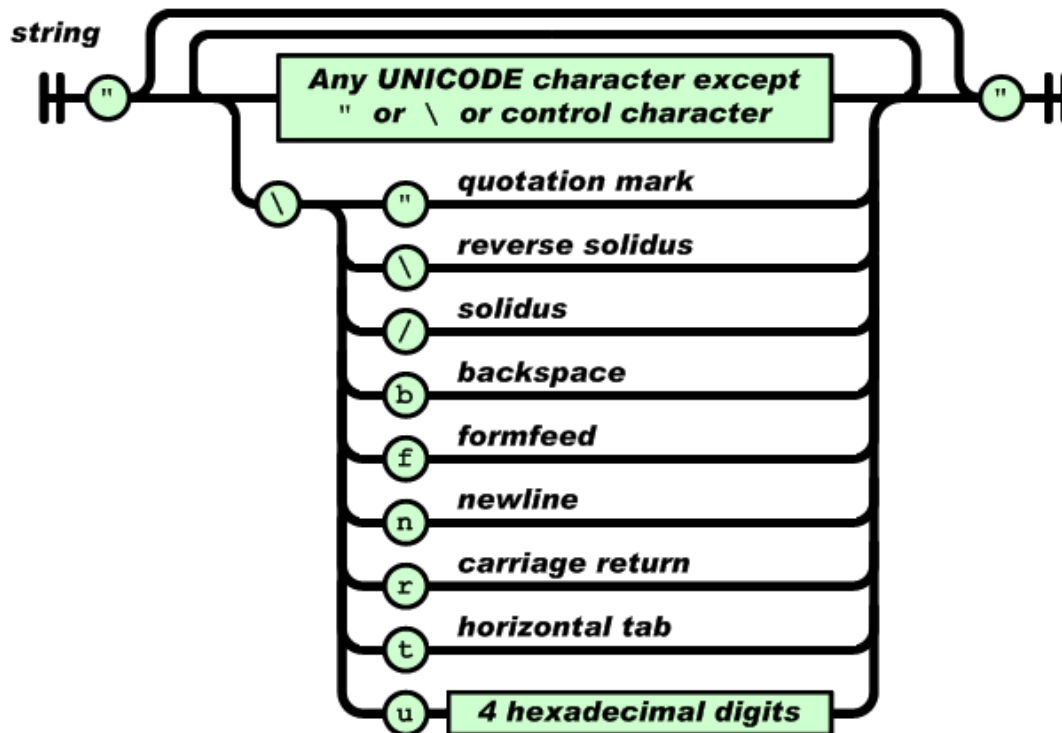 string
" Any UNICODE character except "
" or \ or control character
\ " quotation mark
\ reverse solidus
/ solidus
b backspace
f formfeed
n newline
r carriage return
t horizontal tab
u 4 hexadecimal digits